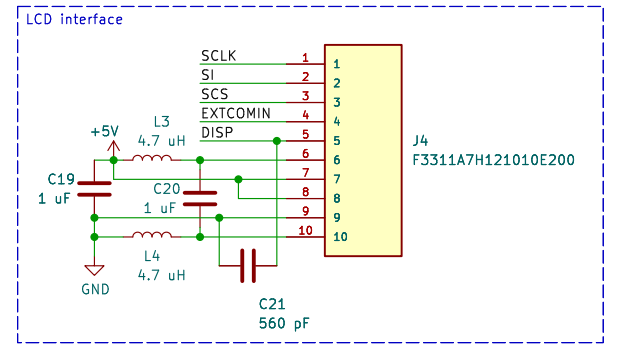 LCD interface
SCLK 1 1
SI 2 2
SCS 3 3
EXTCOMIN 4 4
DISP 5 5
J4
F3311A7H121010E200
+5V
L3
4.7 uH
6 6
7 7
C19
1 uF
C20
1 uF
8 8
9 9
10 10
L4
4.7 uH
GND
C21
560 pF